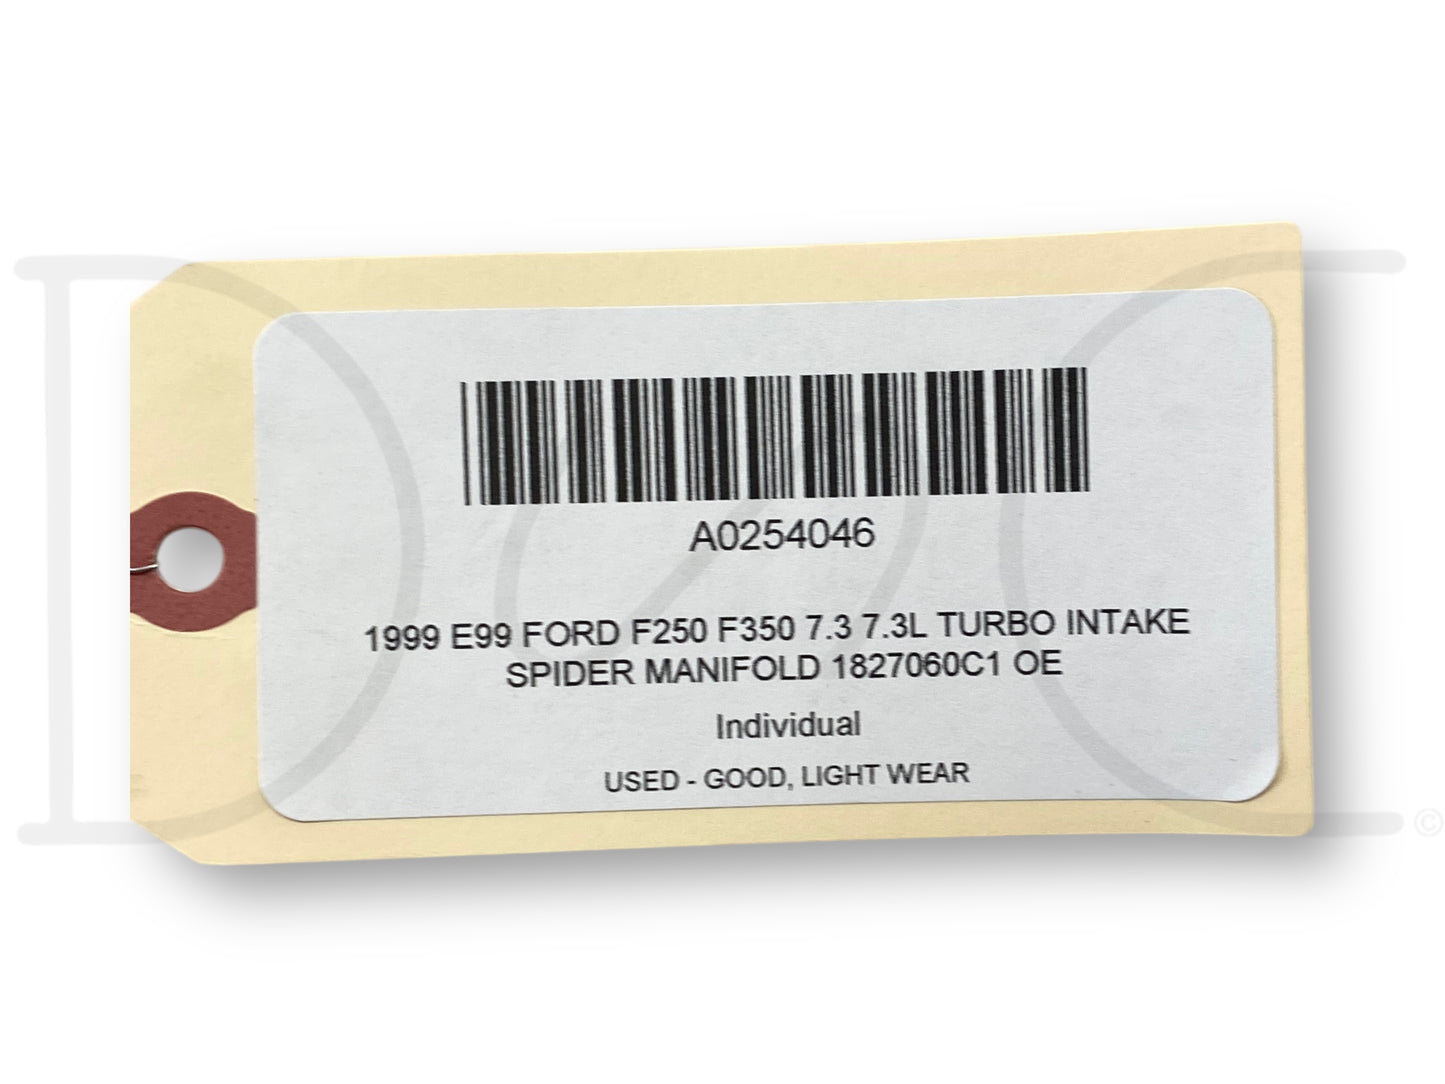 A0254046
1999 E99 FORD F250 F350 7.3 7.3L TURBO INTAKE
SPIDER MANIFOLD 1827060C1 OE
Individual
USED - GOOD, LIGHT WEAR
©